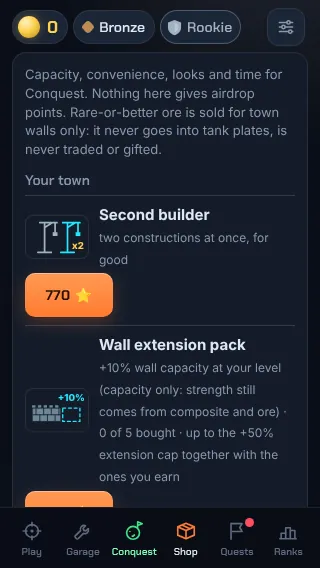 0
Bronze
Rookie
Capacity, convenience, looks and time for
Conquest. Nothing here gives airdrop
points. Rare-or-better ore is sold for town
walls only: it never goes into tank plates, is
never traded or gifted.
Your town
x2
Second builder
two constructions at once, for
good
770 ⭐
Wall extension pack
+10%
+10% wall capacity at your level
(capacity only: strength still
comes from composite and ore) ·
0 of 5 bought · up to the +50%
extension cap together with the
ones you earn
Play
Garage
Conquest
Shop
Quests
Ranks